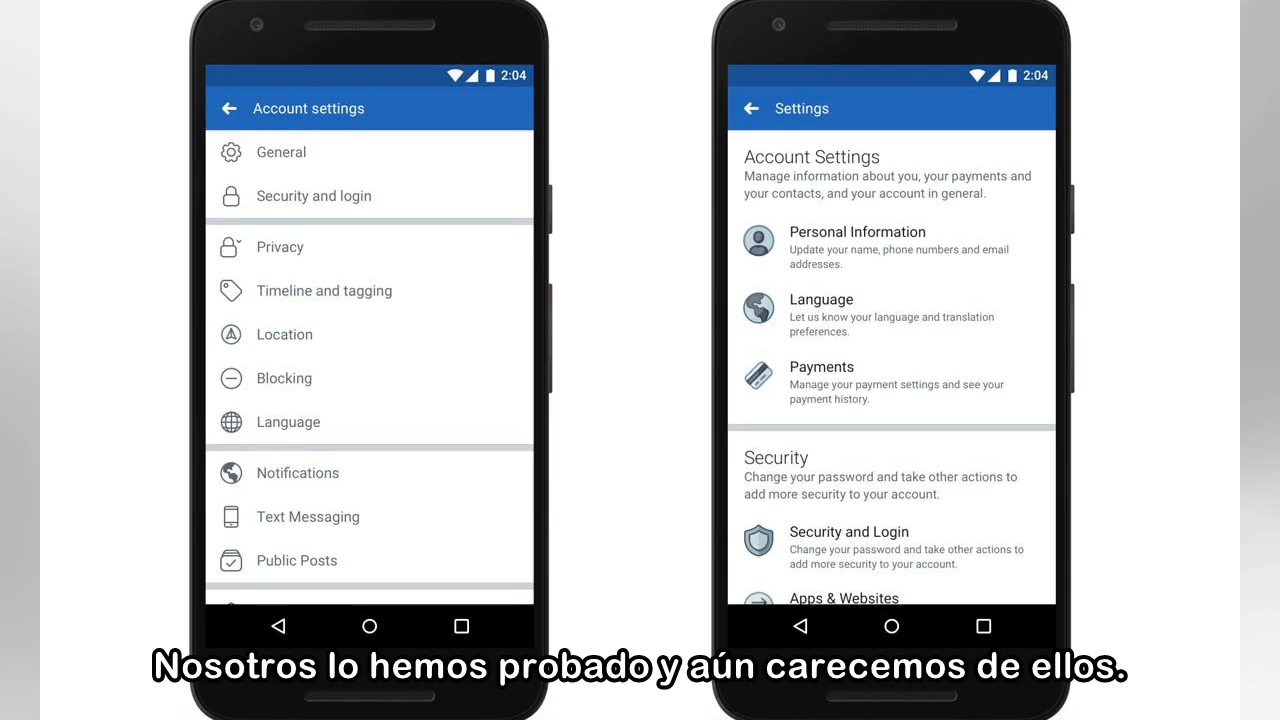 2:04
Account settings
General
Security and login
Privacy
Timeline and tagging
Location
Blocking
Language
Notifications
Text Messaging
Public Posts
2:04
Settings
Account Settings
Manage information about you, your payments and
your contacts, and your account in general.
Personal Information
Update your name, phone numbers and email
addresses.
Language
Let us know your language and translation
preferences.
Payments
Manage your payment settings and see your
payment history.
Security
Change your password and take other actions to
add more security to your account.
Security and Login
Change your password and take other actions to
add more security to your account.
Apps & Websites
Nosotros lo hemos probado y aún carecemos de ellos.